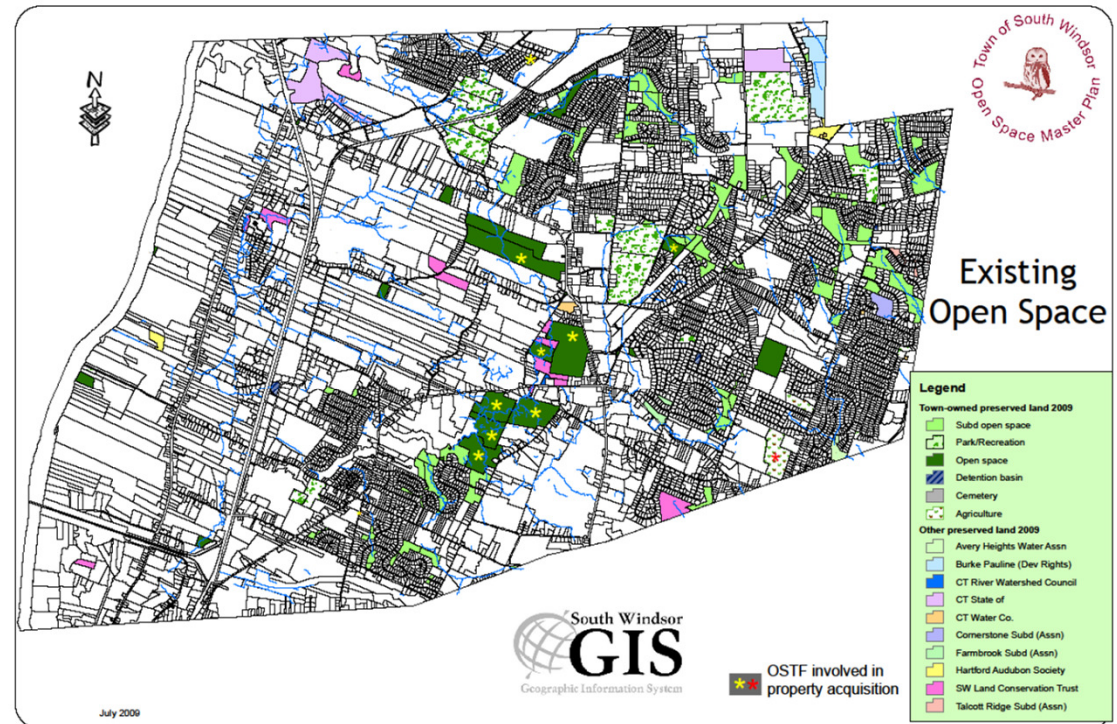 Town of South Windsor
Open Space Master Plan
N
Existing
Open Space
Legend
Town-owned preserved land 2009
Subd open space
Park/Recreation
Open space
Detention basin
Cemetery
Agriculture
Other preserved land 2009
Avery Heights Water Assn
Burke Pauline (Dev Rights)
CT River Watershed Council
CT State of
CT Water Co.
Cornerstone Subd (Assn)
Farmbrook Subd (Assn)
Hartford Audubon Society
SW Land Conservation Trust
Talcott Ridge Subd (Assn)
South Windsor
GIS
Geographic Information System
OSTF involved in
property acquisition
July 2009